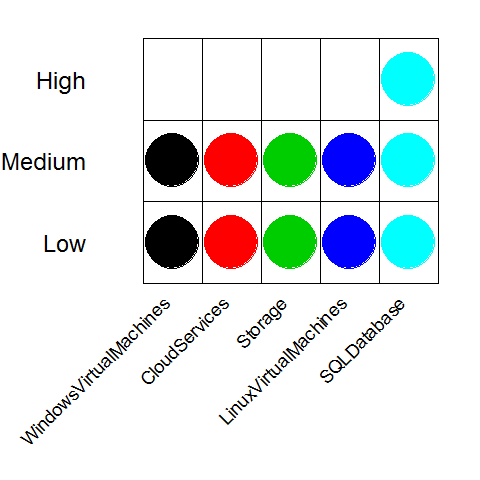 High
Medium
Low
WindowsVirtualMachines
CloudServices
Storage
LinuxVirtualMachines
SQLDatabase